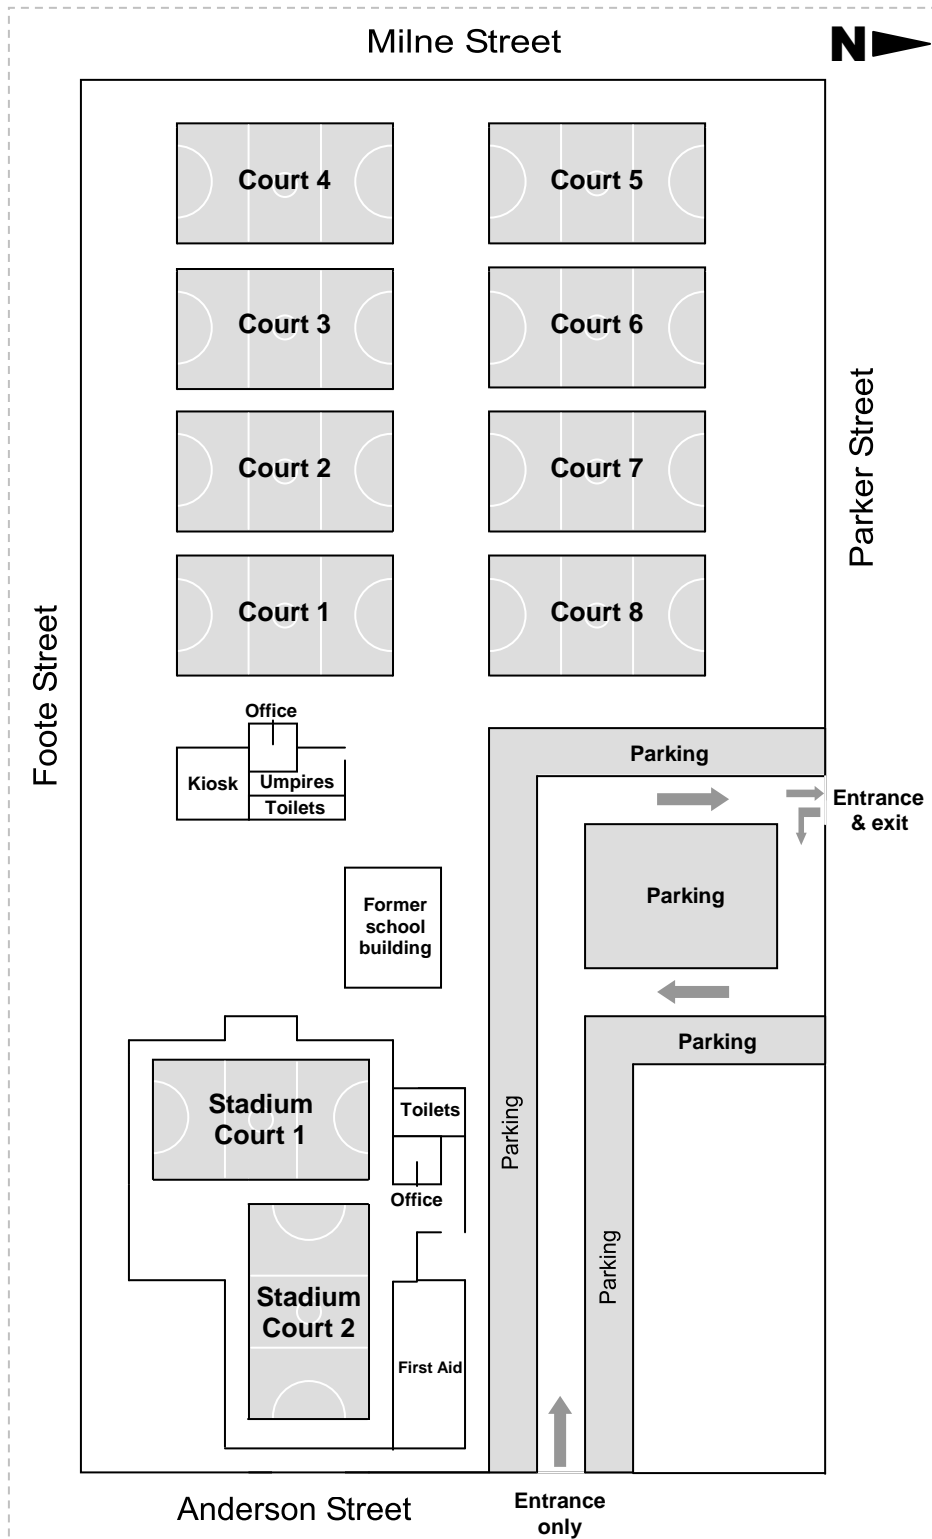 Milne Street
N
Court 4
Court 5
Court 3
Court 6
Court 2
Court 7
Parker Street
Court 1
Court 8
Foote Street
Office
Kiosk
Umpires
Toilets
Parking
Entrance
& exit
Parking
Former
school
building
Parking
Stadium
Court 1
Toilets
Office
Parking
Parking
Stadium
Court 2
First Aid
Anderson Street
Entrance
only